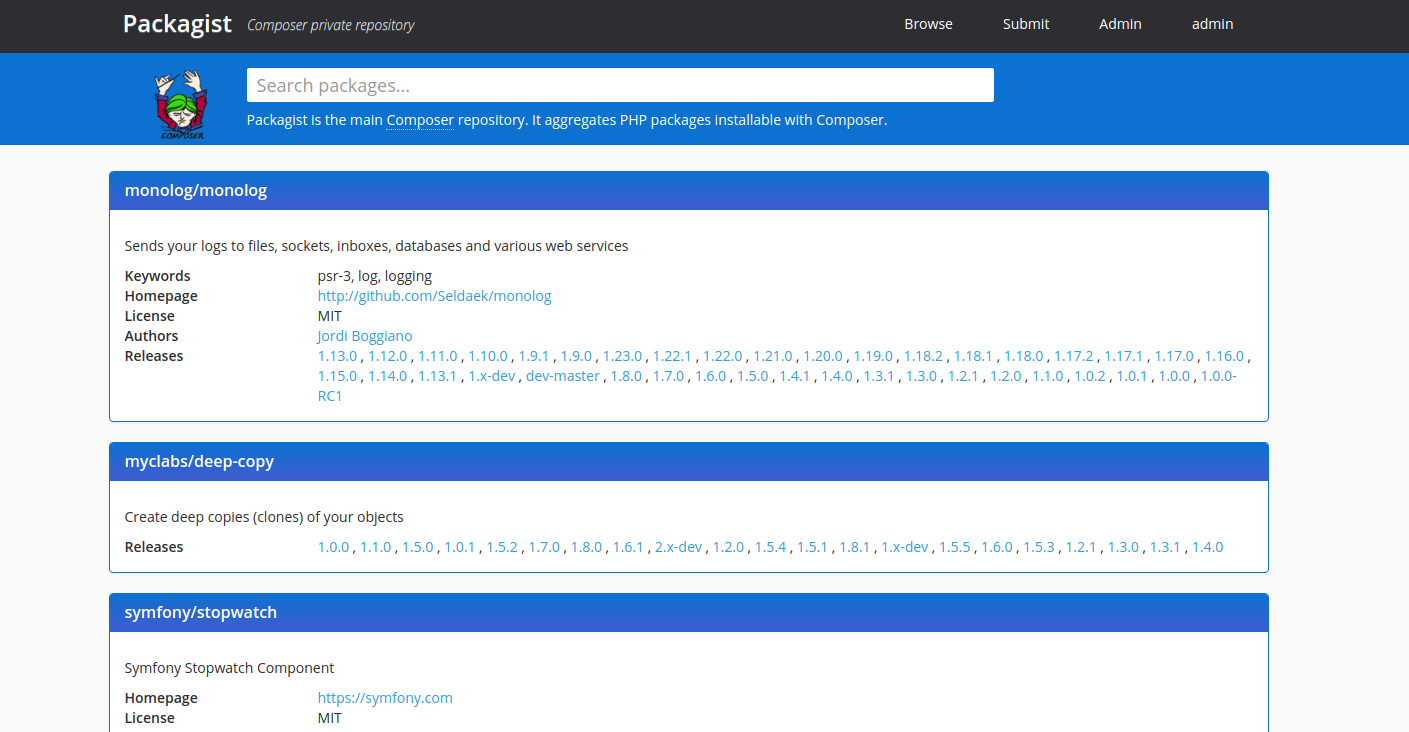 Packagist Composer private repository Browse Submit Admin admin
Search packages...
COMPOSER
Packagist is the main Composer repository. It aggregates PHP packages installable with Composer.
monolog/monolog
Sends your logs to files, sockets, inboxes, databases and various web services
Keywords psr-3, log, logging
Homepage http://github.com/Seldaek/monolog
License MIT
Authors Jordi Boggiano
Releases 1.13.0 , 1.12.0 , 1.11.0 , 1.10.0 , 1.9.1 , 1.9.0 , 1.23.0 , 1.22.1 , 1.22.0 , 1.21.0 , 1.20.0 , 1.19.0 , 1.18.2 , 1.18.1 , 1.18.0 , 1.17.2 , 1.17.1 , 1.17.0 , 1.16.0 ,
1.15.0 , 1.14.0 , 1.13.1 , 1.x-dev , dev-master , 1.8.0 , 1.7.0 , 1.6.0 , 1.5.0 , 1.4.1 , 1.4.0 , 1.3.1 , 1.3.0 , 1.2.1 , 1.2.0 , 1.1.0 , 1.0.2 , 1.0.1 , 1.0.0 , 1.0.0-
RC1
myclabs/deep-copy
Create deep copies (clones) of your objects
Releases 1.0.0 , 1.1.0 , 1.5.0 , 1.0.1 , 1.5.2 , 1.7.0 , 1.8.0 , 1.6.1 , 2.x-dev , 1.2.0 , 1.5.4 , 1.5.1 , 1.8.1 , 1.x-dev , 1.5.5 , 1.6.0 , 1.5.3 , 1.2.1 , 1.3.0 , 1.3.1 , 1.4.0
symfony/stopwatch
Symfony Stopwatch Component
Homepage https://symfony.com
License MIT